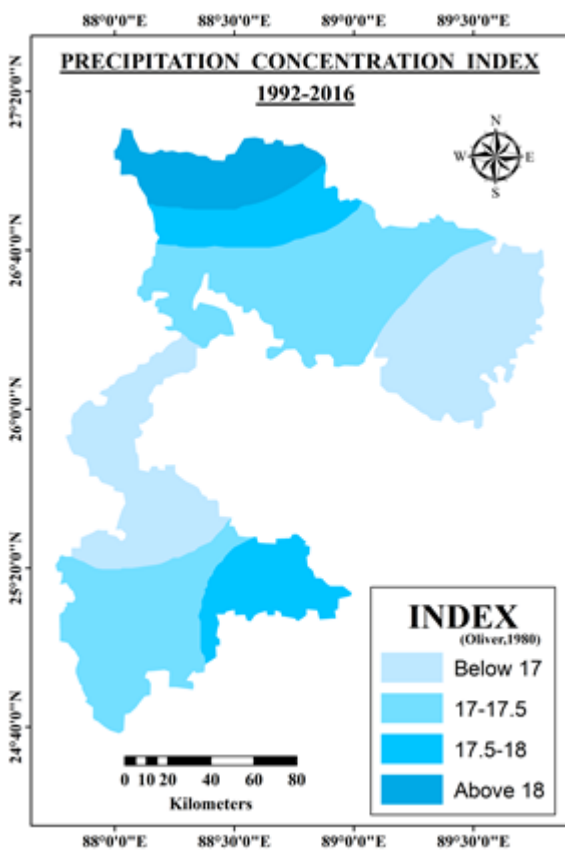 88°0'0"E 88°30'0"E 89°0'0"E 89°30'0"E
PRECIPITATION CONCENTRATION INDEX
1992-2016
N
W E
S
27°20'0"N
26°40'0"N
26°0'0"N
25°20'0"N
24°40'0"N
INDEX
(Oliver,1980)
Below 17
17-17.5
17.5-18
Above 18
0 10 20 40 60 80
Kilometers
88°0'0"E 88°30'0"E 89°0'0"E 89°30'0"E